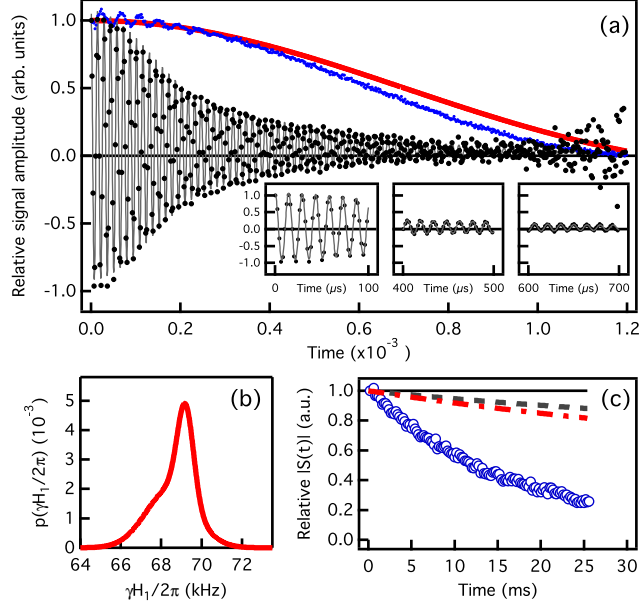 (a)
Relative signal amplitude (arb. units)
1.0
0.5
0.0
-0.5
-1.0
1.0
0.5
0.0
-0.5
-1.0
0 Time (µs) 100
400 Time (µs) 500
600 Time (µs) 700
0.0 0.2 0.4 0.6 0.8 1.0 1.2
Time (x10⁻³)
(b)
p(γH₁/2π) (10⁻³)
5
4
3
2
1
0
64 66 68 70 72
γH₁/2π (kHz)
(c)
Relative |S(t)| (a.u.)
1.0
0.8
0.6
0.4
0.2
0.0
0 5 10 15 20 25 30
Time (ms)